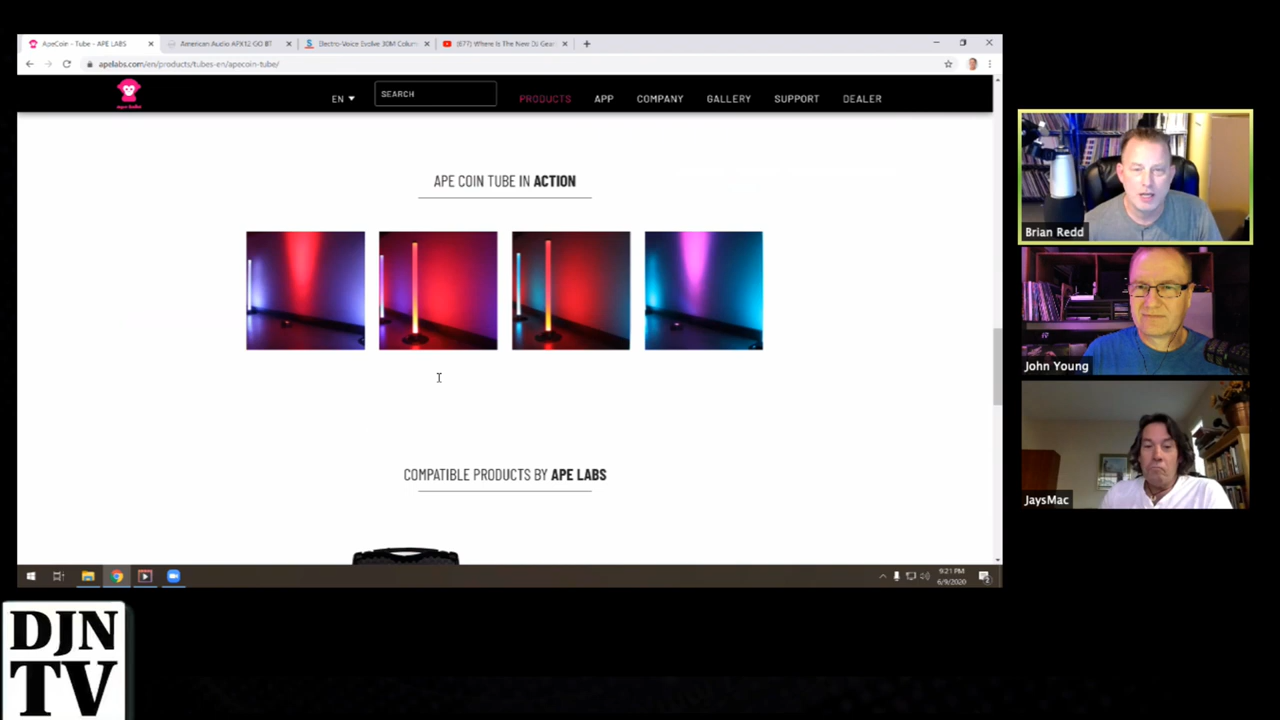 ApeCoin - Tube - APE LABS
American Audio APX12-GO BT
Electro-Voice Evolve 30M Colum
(677) Where Is The New DJ Gear
apelabs.com/en/products/tubes-en/apecoin-tube/
EN
SEARCH
PRODUCTS
APP
COMPANY
GALLERY
SUPPORT
DEALER
APE COIN TUBE IN ACTION
COMPATIBLE PRODUCTS BY APE LABS
9:21 PM
6/9/2020
Brian Redd
John Young
JaysMac
DJN
TV